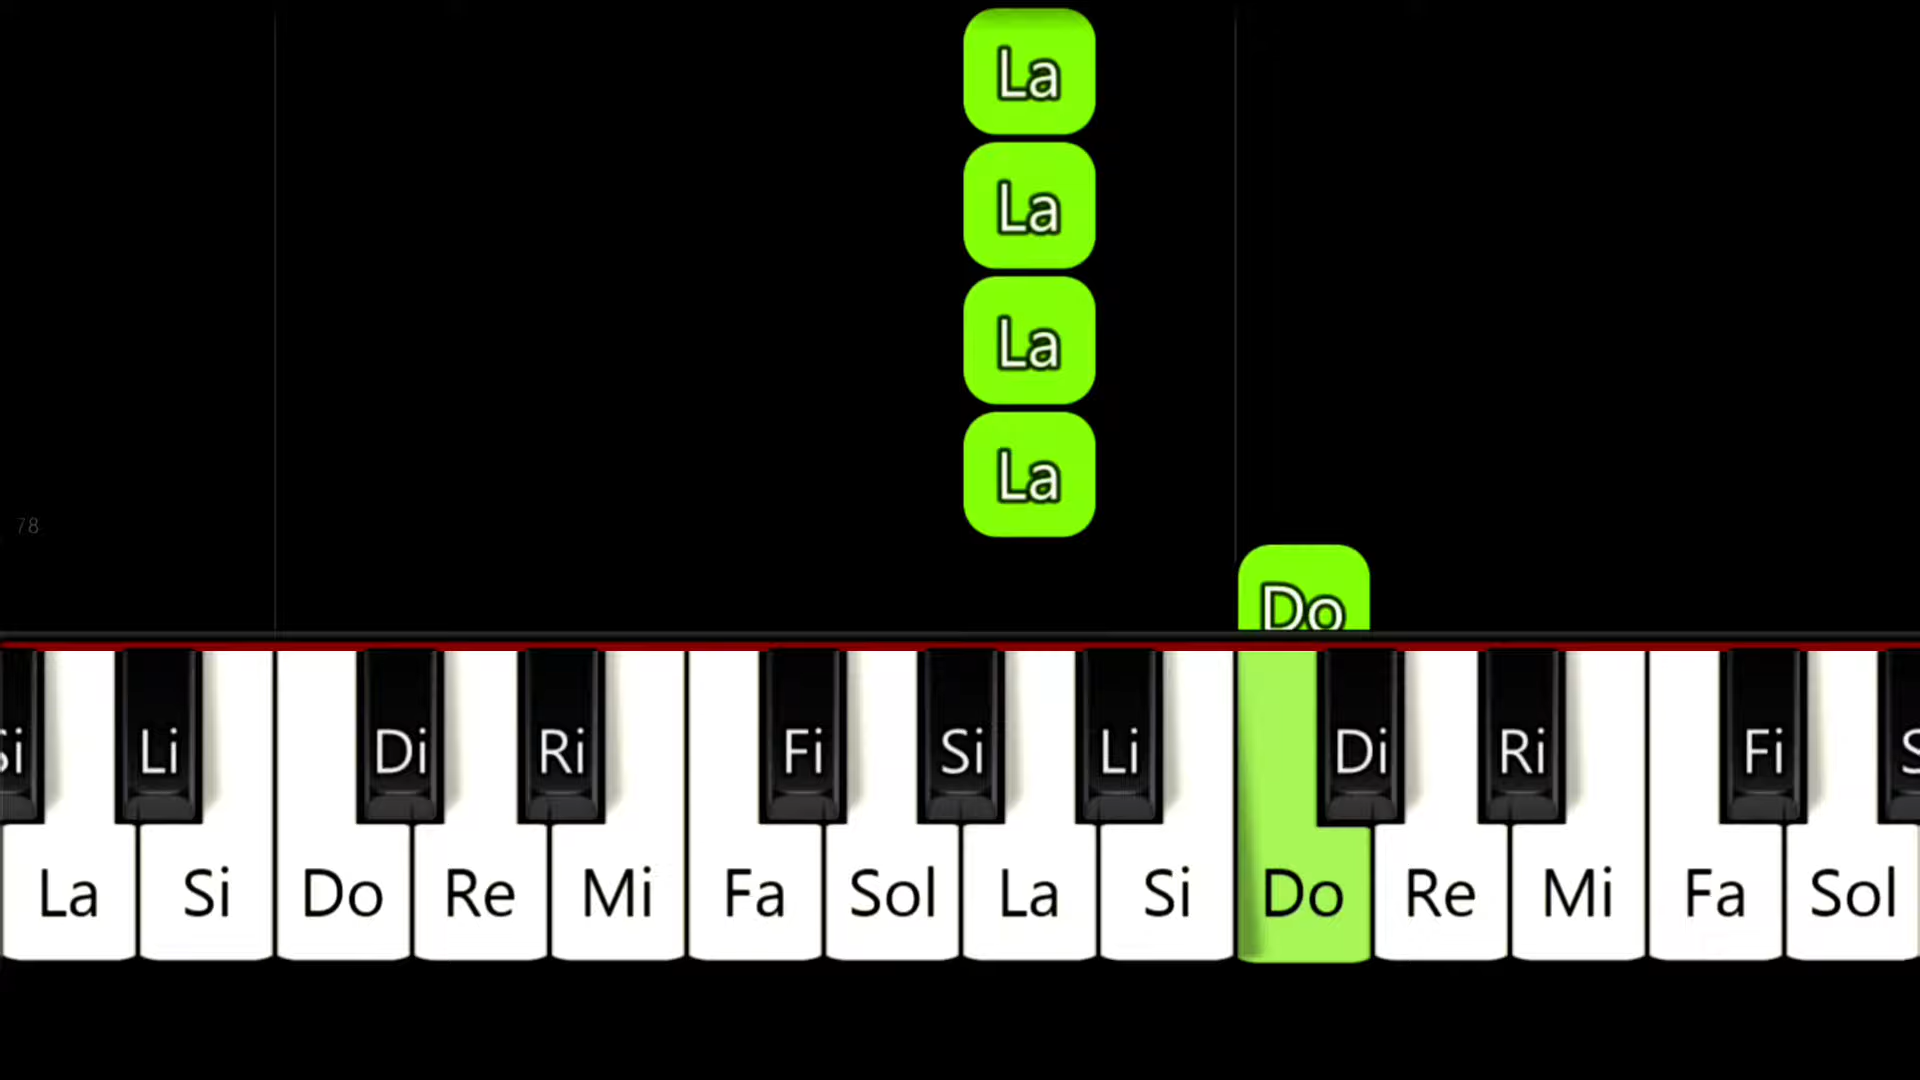 La
La
La
La
78
Do
Si Li Di Ri Fi Si Li Di Ri Fi
La Si Do Re Mi Fa Sol La Si Do Re Mi Fa Sol